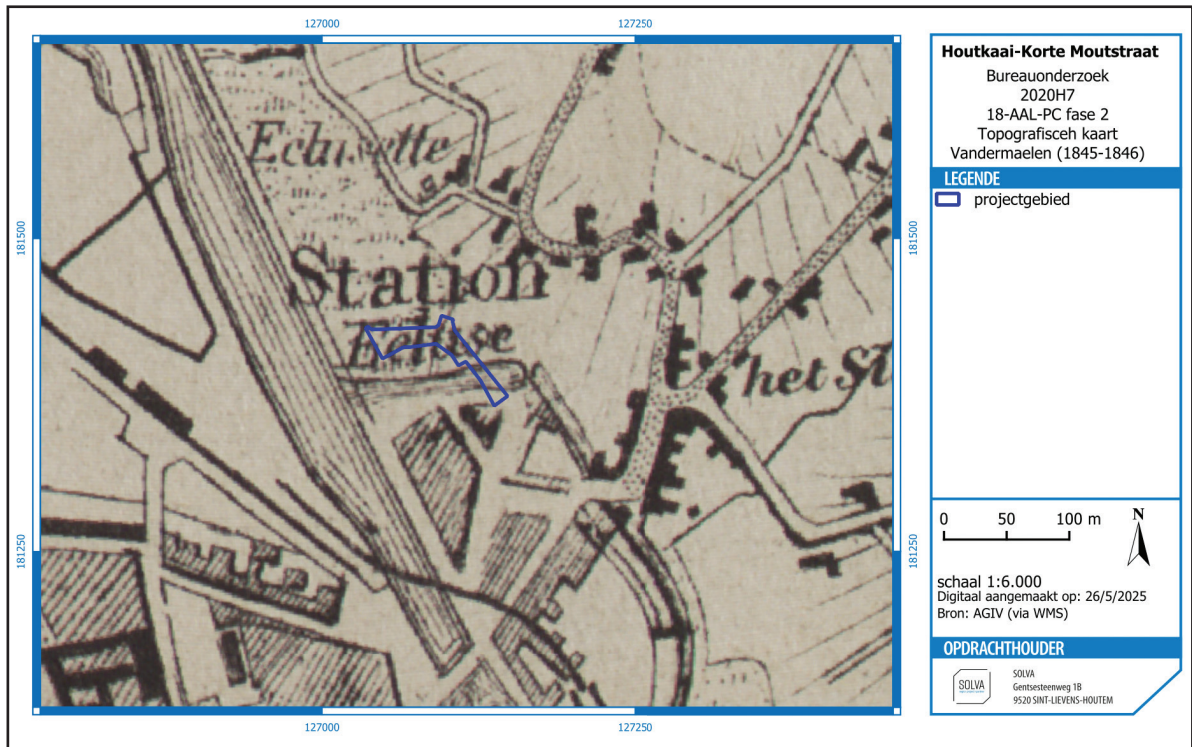 127000
127250
181500
181250
Ecluse
Station
het Sl
181500
181250
127000
127250
Houtkaai-Korte Moutstraat
Bureauonderzoek
2020H7
18-AAL-PC fase 2
Topografisceh kaart
Vandermaelen (1845-1846)
LEGENDE
projectgebied
0 50 100 m
N
schaal 1:6.000
Digitaal aangemaakt op: 26/5/2025
Bron: AGIV (via WMS)
OPDRACHTHOUDER
SOLVA
SOLVA
Gentsesteenweg 1B
9520 SINT-LIEVENS-HOUTEM